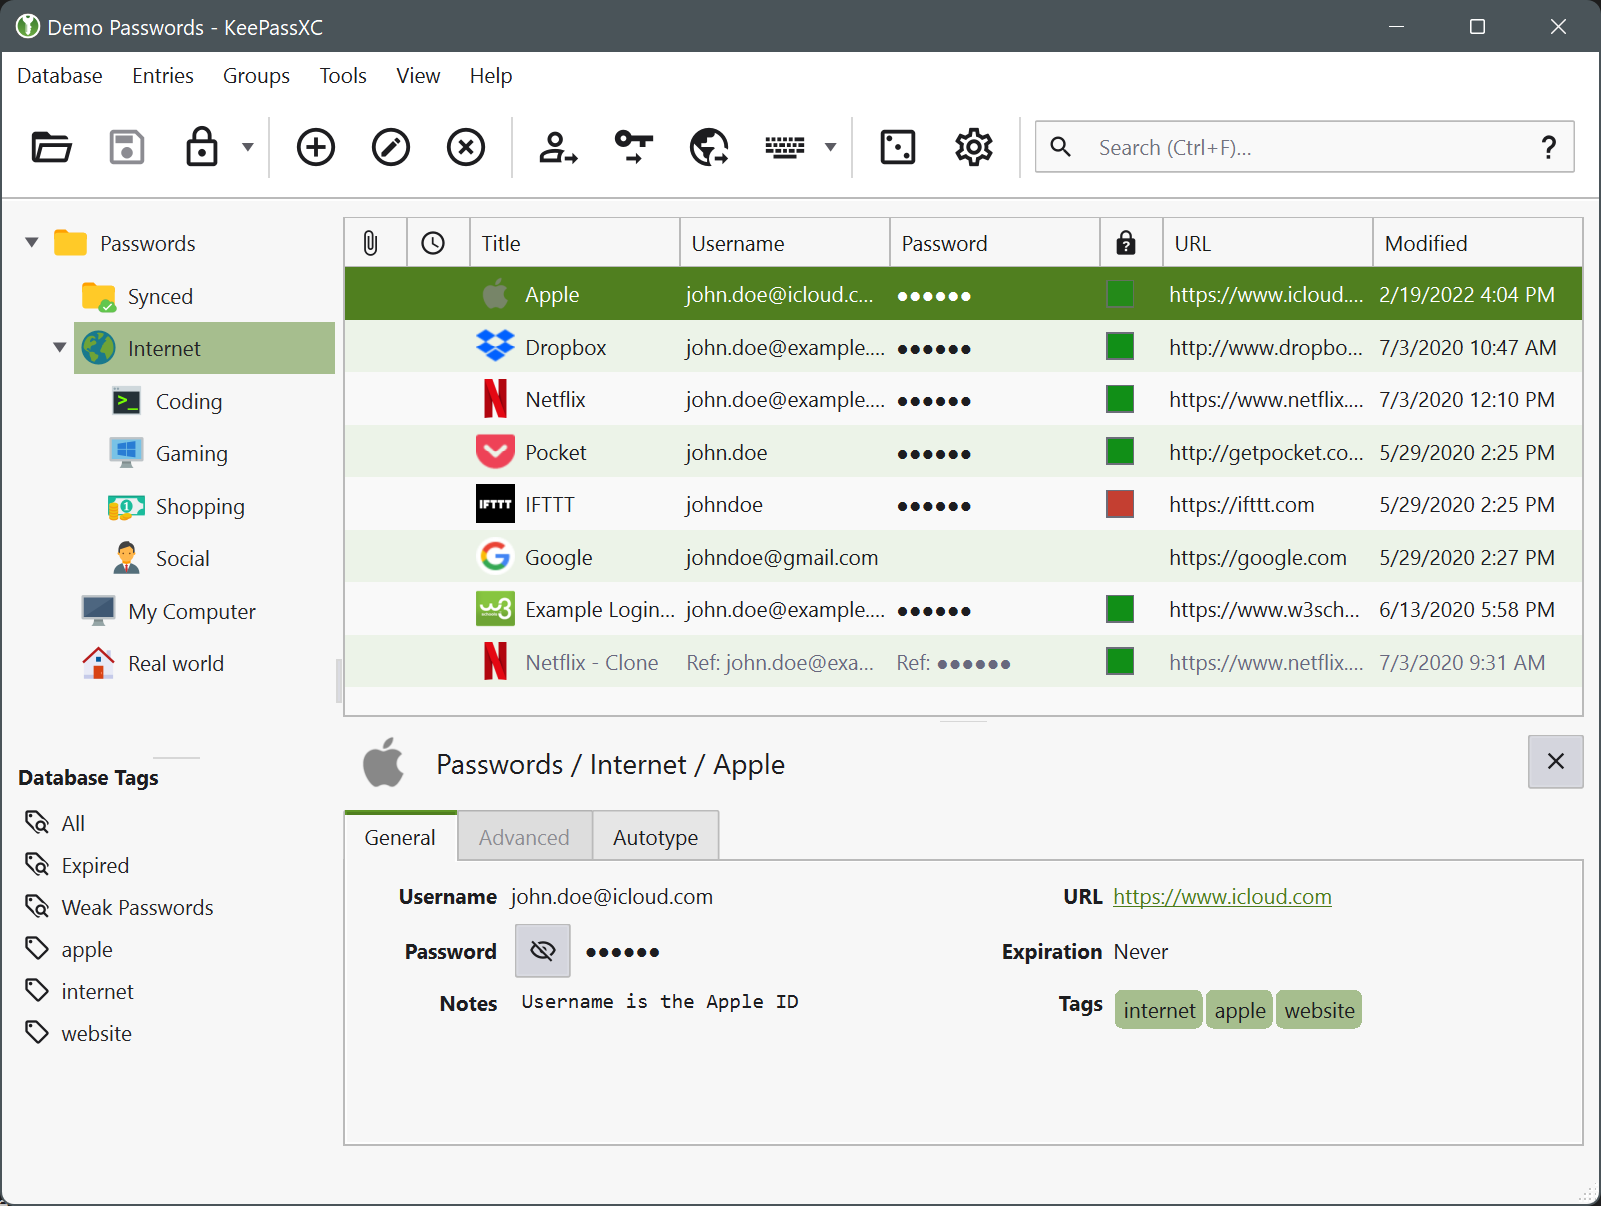 Demo Passwords - KeePassXC
Database Entries Groups Tools View Help
Search (Ctrl+F)... ?
Passwords
Synced
Internet
Coding
Gaming
Shopping
Social
My Computer
Real world
Title Username Password URL Modified
Apple john.doe@icloud.c... ●●●●●● https://www.icloud.... 2/19/2022 4:04 PM
Dropbox john.doe@example.... ●●●●●● http://www.dropbo... 7/3/2020 10:47 AM
Netflix john.doe@example.... ●●●●●● https://www.netflix.... 7/3/2020 12:10 PM
Pocket john.doe ●●●●●● http://getpocket.co... 5/29/2020 2:25 PM
IFTTT IFTTT johndoe ●●●●●● https://ifttt.com 5/29/2020 2:25 PM
Google johndoe@gmail.com https://google.com 5/29/2020 2:27 PM
Example Login... john.doe@example.... ●●●●●● https://www.w3sch... 6/13/2020 5:58 PM
Netflix - Clone Ref: john.doe@exa... Ref: ●●●●●● https://www.netflix.... 7/3/2020 9:31 AM
Database Tags
All
Expired
Weak Passwords
apple
internet
website
Passwords / Internet / Apple
General Advanced Autotype
Username john.doe@icloud.com URL https://www.icloud.com
Password ●●●●●● Expiration Never
Notes Username is the Apple ID Tags internet apple website